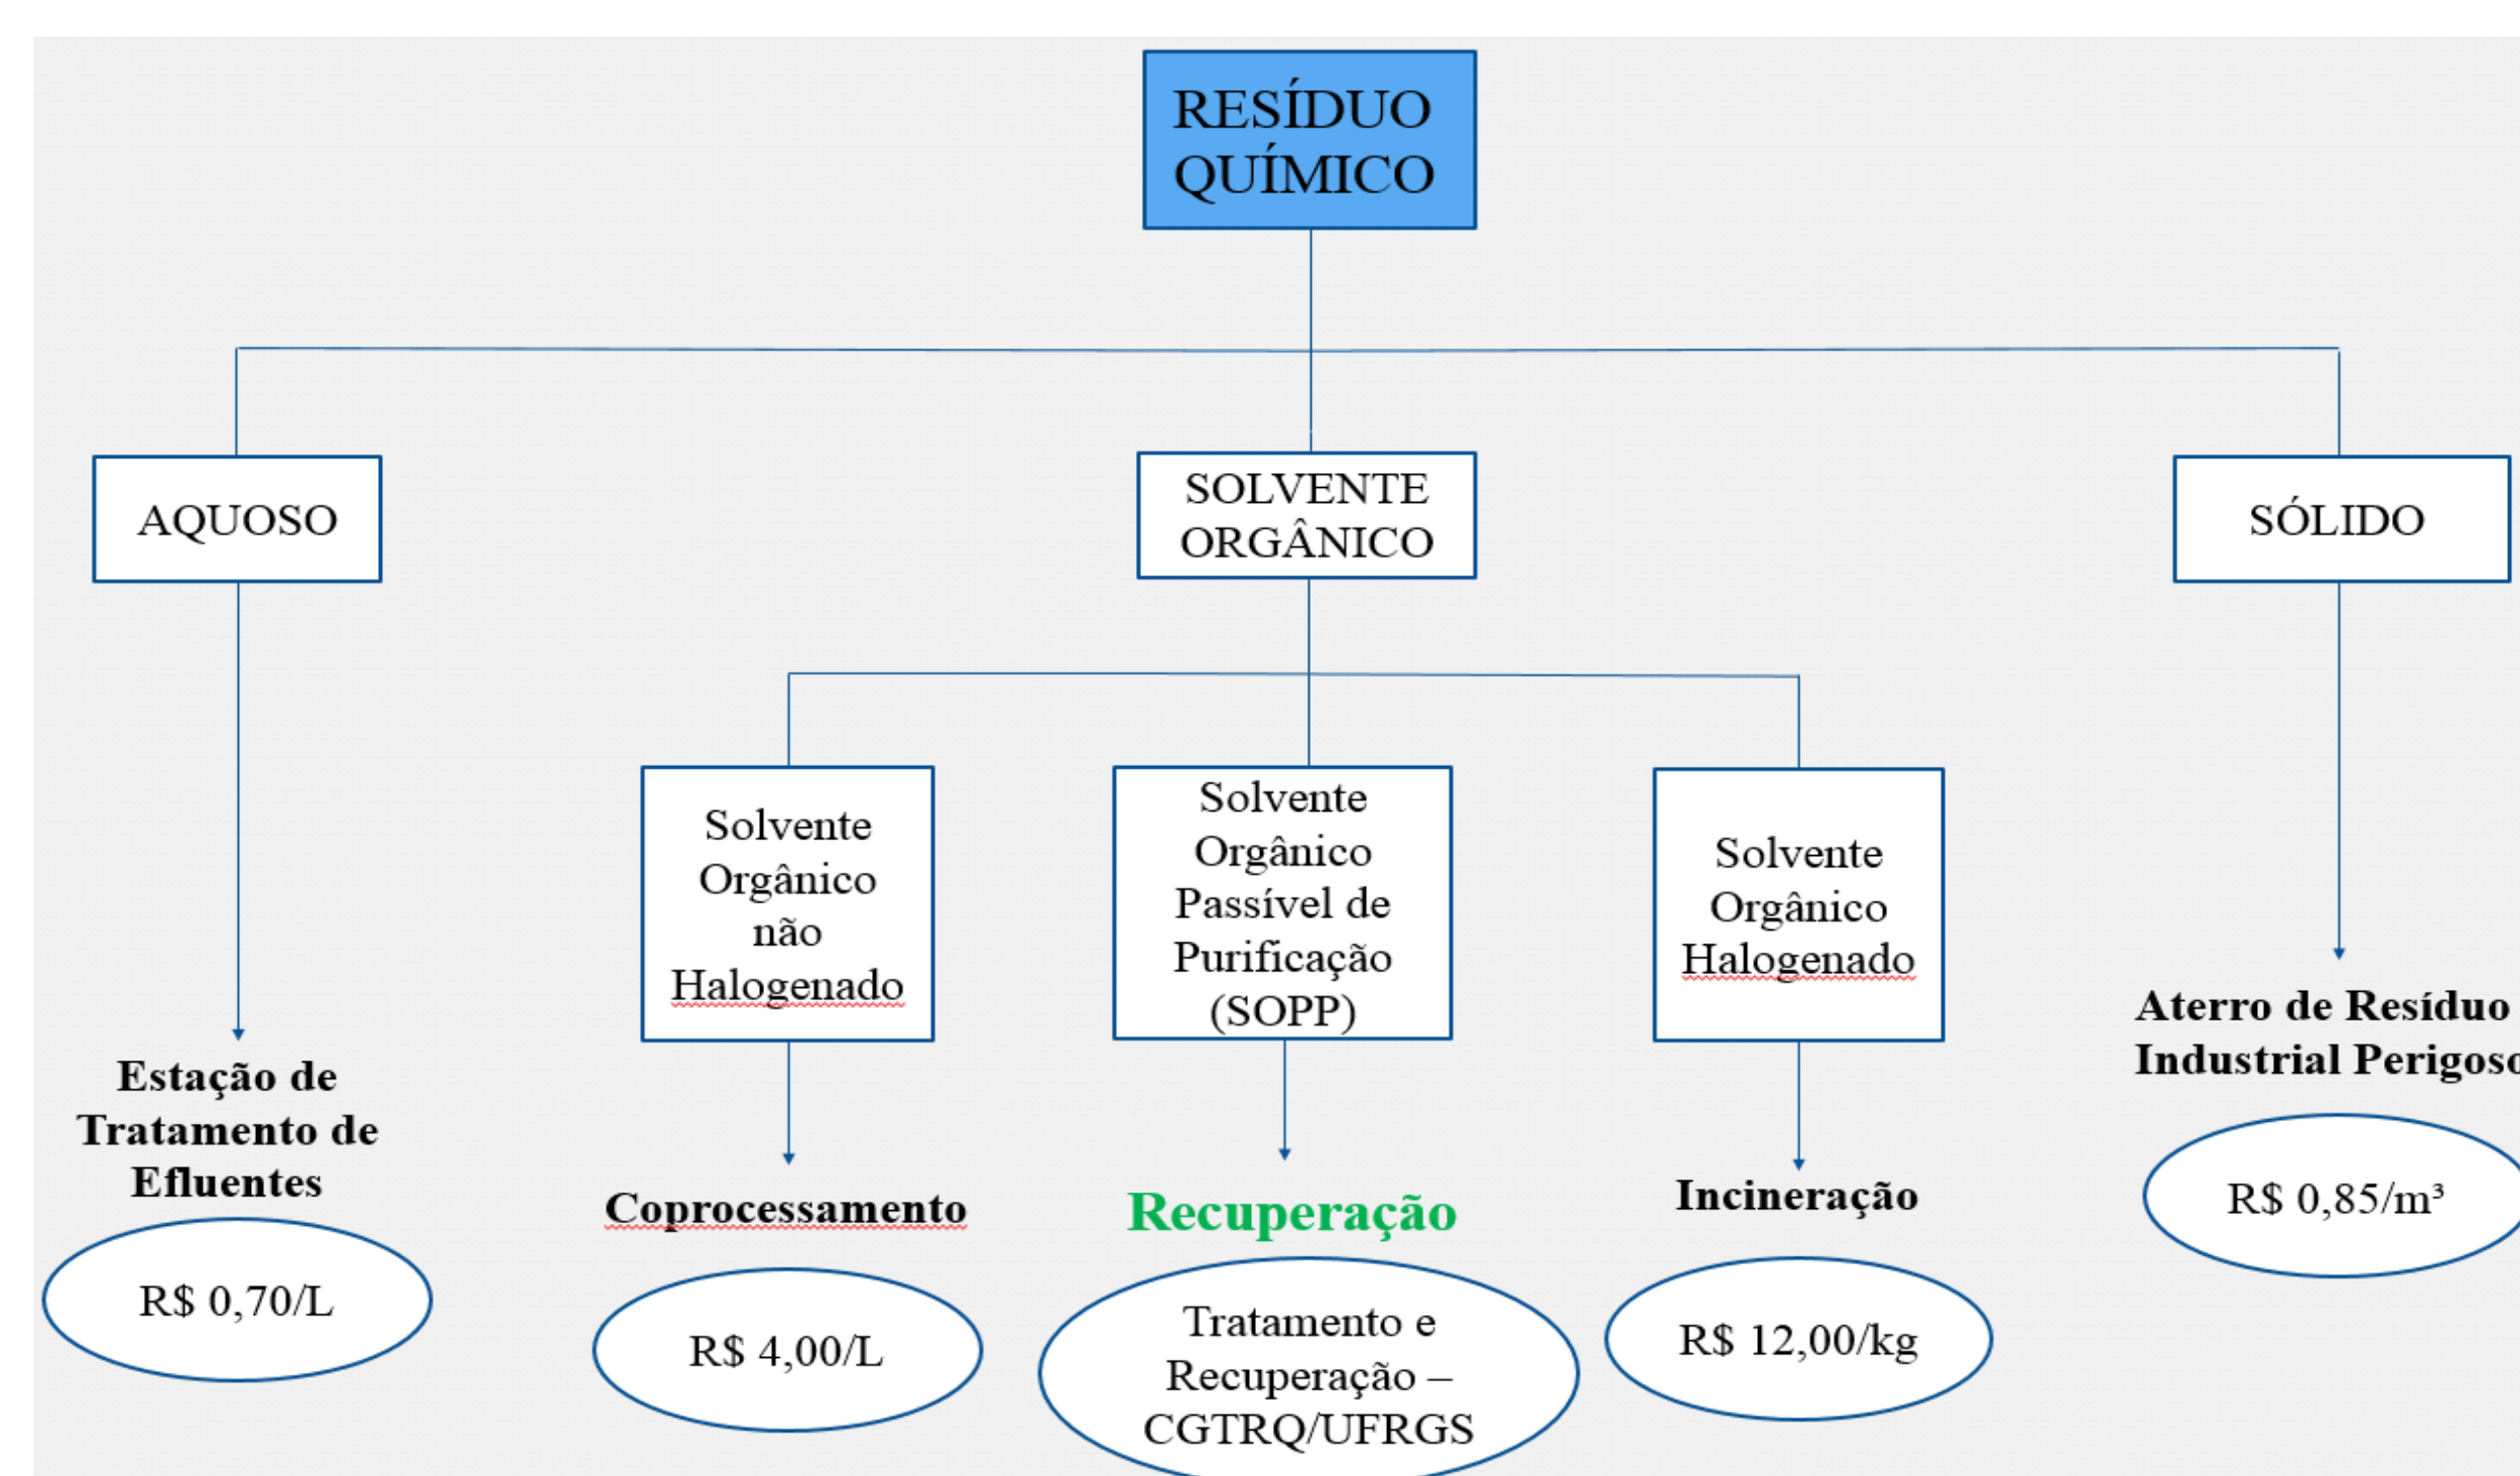 RESÍDUO
QUÍMICO
AQUOSO
SOLVENTE
ORGÂNICO
SÓLIDO
Solvente
Orgânico
não
Halogenado
Solvente
Orgânico
Passível de
Purificação
(SOPP)
Solvente
Orgânico
Halogenado
Estação de
Tratamento de
Efluentes
R$ 0,70/L
Coprocessamento
R$ 4,00/L
Recuperação
Tratamento e
Recuperação –
CGTRQ/UFRGS
Incineração
R$ 12,00/kg
Aterro de Resíduo
Industrial Perigoso
R$ 0,85/m³